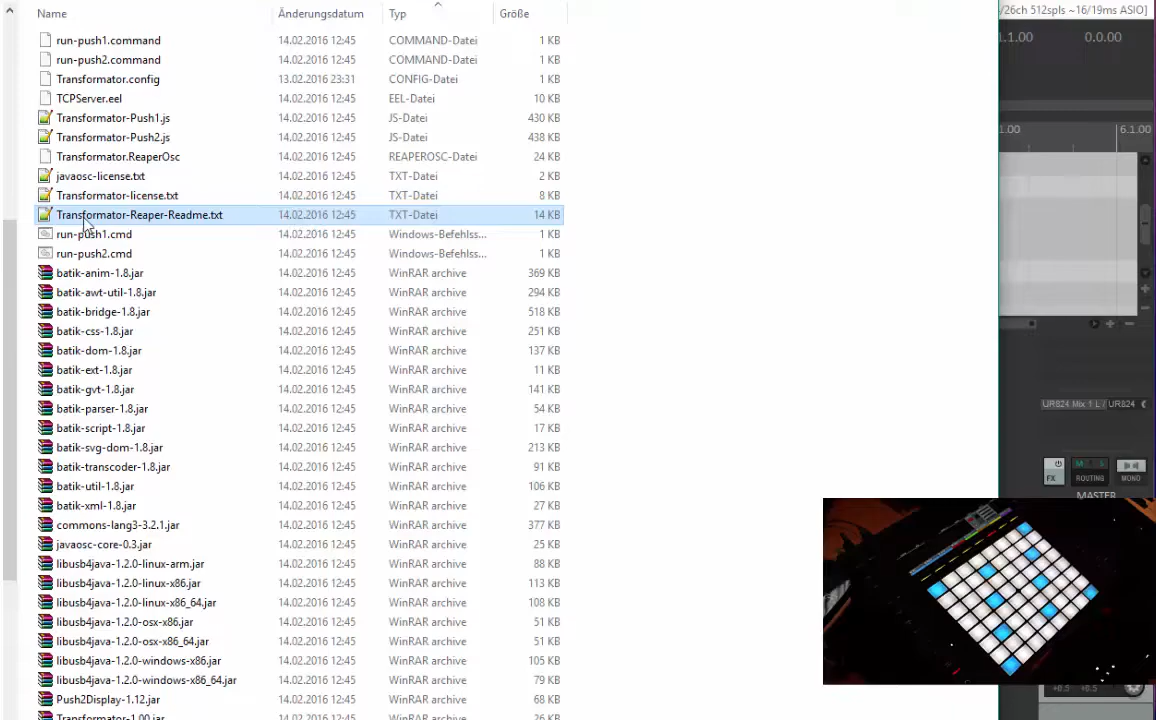 /26ch 512spls ~16/19ms ASIO]
Name Änderungsdatum Typ Größe
1.1.00 0.0.00
run-push1.command 14.02.2016 12:45 COMMAND-Datei 1 KB
run-push2.command 14.02.2016 12:45 COMMAND-Datei 1 KB
Transformator.config 13.02.2016 23:31 CONFIG-Datei 1 KB
TCPServer.eel 14.02.2016 12:45 EEL-Datei 10 KB
Transformator-Push1.js 14.02.2016 12:45 JS-Datei 430 KB
1.00 6.1.00
Transformator-Push2.js 14.02.2016 12:45 JS-Datei 438 KB
Transformator.ReaperOsc 14.02.2016 12:45 REAPEROSC-Datei 24 KB
javaosc-license.txt 14.02.2016 12:45 TXT-Datei 2 KB
Transformator-license.txt 14.02.2016 12:45 TXT-Datei 8 KB
Transformator-Reaper-Readme.txt 14.02.2016 12:45 TXT-Datei 14 KB
run-push1.cmd 14.02.2016 12:45 Windows-Befehlss... 1 KB
run-push2.cmd 14.02.2016 12:45 Windows-Befehlss... 1 KB
batik-anim-1.8.jar 14.02.2016 12:45 WinRAR archive 369 KB
batik-awt-util-1.8.jar 14.02.2016 12:45 WinRAR archive 294 KB
batik-bridge-1.8.jar 14.02.2016 12:45 WinRAR archive 518 KB
batik-css-1.8.jar 14.02.2016 12:45 WinRAR archive 251 KB
batik-dom-1.8.jar 14.02.2016 12:45 WinRAR archive 137 KB
batik-ext-1.8.jar 14.02.2016 12:45 WinRAR archive 11 KB
batik-gvt-1.8.jar 14.02.2016 12:45 WinRAR archive 141 KB
batik-parser-1.8.jar 14.02.2016 12:45 WinRAR archive 54 KB
UR824 Mix 1 L / UR824
batik-script-1.8.jar 14.02.2016 12:45 WinRAR archive 17 KB
batik-svg-dom-1.8.jar 14.02.2016 12:45 WinRAR archive 213 KB
batik-transcoder-1.8.jar 14.02.2016 12:45 WinRAR archive 91 KB
M S
FX ROUTING MONO
batik-util-1.8.jar 14.02.2016 12:45 WinRAR archive 106 KB
MASTER
batik-xml-1.8.jar 14.02.2016 12:45 WinRAR archive 27 KB
commons-lang3-3.2.1.jar 14.02.2016 12:45 WinRAR archive 377 KB
javaosc-core-0.3.jar 14.02.2016 12:45 WinRAR archive 25 KB
libusb4java-1.2.0-linux-arm.jar 14.02.2016 12:45 WinRAR archive 88 KB
libusb4java-1.2.0-linux-x86.jar 14.02.2016 12:45 WinRAR archive 113 KB
libusb4java-1.2.0-linux-x86_64.jar 14.02.2016 12:45 WinRAR archive 108 KB
libusb4java-1.2.0-osx-x86.jar 14.02.2016 12:45 WinRAR archive 51 KB
libusb4java-1.2.0-osx-x86_64.jar 14.02.2016 12:45 WinRAR archive 51 KB
libusb4java-1.2.0-windows-x86.jar 14.02.2016 12:45 WinRAR archive 105 KB
libusb4java-1.2.0-windows-x86_64.jar 14.02.2016 12:45 WinRAR archive 79 KB
Push2Display-1.12.jar 14.02.2016 12:45 WinRAR archive 68 KB
Transformator-1.00.jar 14.02.2016 12:45 WinRAR archive 26 KB